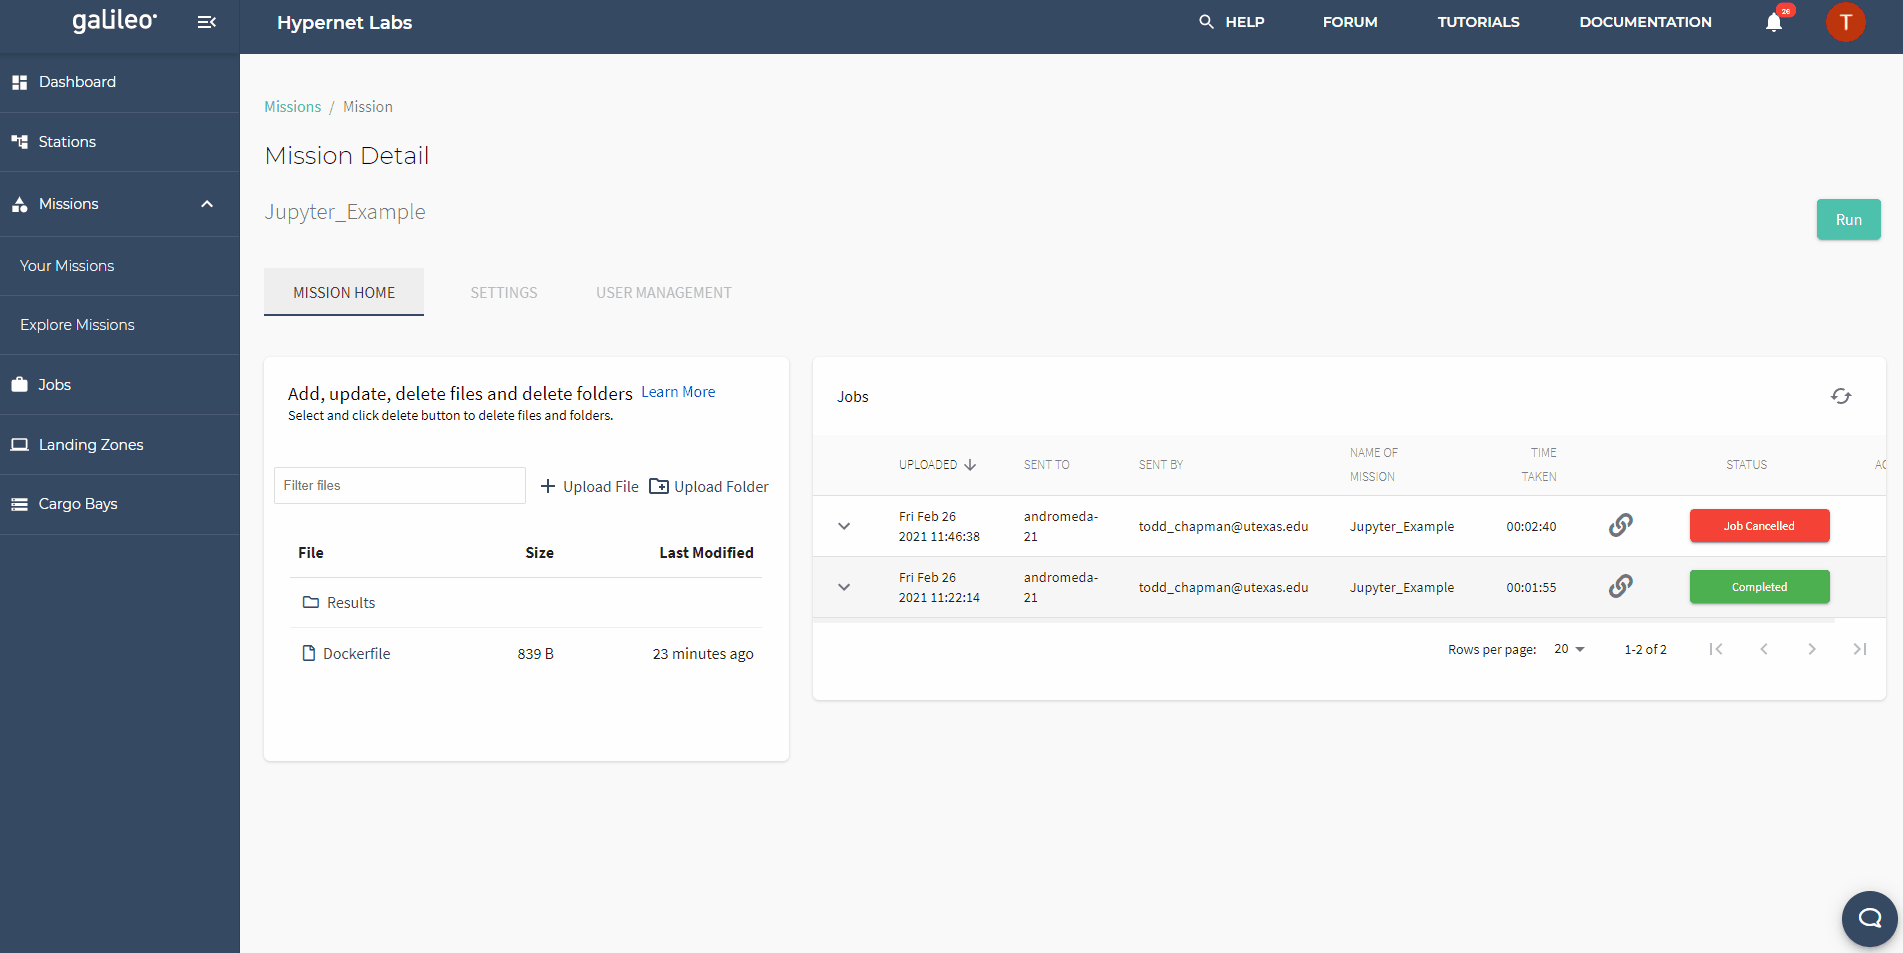 galileo
Hypernet Labs
HELP
FORUM
TUTORIALS
DOCUMENTATION
26
T
Dashboard
Stations
Missions
Your Missions
Explore Missions
Jobs
Landing Zones
Cargo Bays
Missions / Mission
Mission Detail
Jupyter_Example
Run
MISSION HOME
SETTINGS
USER MANAGEMENT
Add, update, delete files and delete folders Learn More
Select and click delete button to delete files and folders.
Filter files
Upload File
Upload Folder
File Size Last Modified
Results
Dockerfile 839 B 23 minutes ago
Jobs
UPLOADED SENT TO SENT BY NAME OF MISSION TIME TAKEN STATUS AC
Fri Feb 26 2021 11:46:38 andromeda-21 todd_chapman@utexas.edu Jupyter_Example 00:02:40 Job Cancelled
Fri Feb 26 2021 11:22:14 andromeda-21 todd_chapman@utexas.edu Jupyter_Example 00:01:55 Completed
Rows per page: 20 1-2 of 2